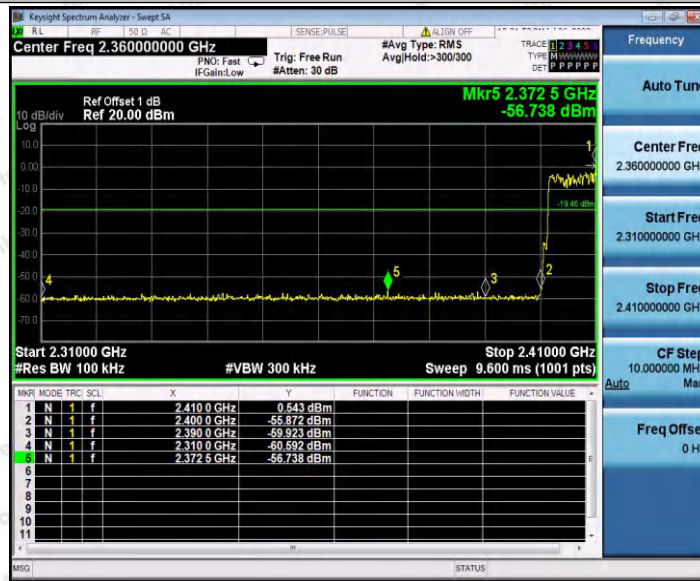 Keysight Spectrum Analyzer - Swept SA
RL RF 50 Ω AC SENSE:PULSE ALIGN OFF
Center Freq 2.360000000 GHz
PNO: Fast
IFGain:Low
Trig: Free Run
#Atten: 30 dB
#Avg Type: RMS
Avg|Hold:>300/300
TRACE 1 2 3 4 5 6
TYPE M
DET P P P P P P
Frequency
Auto Tune
Center Freq
2.360000000 GHz
Start Freq
2.310000000 GHz
Stop Freq
2.410000000 GHz
CF Step
10.000000 MHz
Auto Man
Freq Offset
0 Hz
Ref Offset 1 dB
10 dB/div Ref 20.00 dBm
Log
Mkr5 2.372 5 GHz
-56.738 dBm
10.0
0.00
-10.0
-20.0
-30.0
-40.0
-50.0
-60.0
-70.0
1
-19.46 dBm
4
5
3
2
Start 2.31000 GHz Stop 2.41000 GHz
#Res BW 100 kHz #VBW 300 kHz Sweep 9.600 ms (1001 pts)
MKR MODE TRC SCL X Y FUNCTION FUNCTION WIDTH FUNCTION VALUE
1 N 1 f 2.410 0 GHz 0.543 dBm
2 N 1 f 2.400 0 GHz -55.872 dBm
3 N 1 f 2.390 0 GHz -59.923 dBm
4 N 1 f 2.310 0 GHz -60.592 dBm
5 N 1 f 2.372 5 GHz -56.738 dBm
6
7
8
9
10
11
MSG STATUS